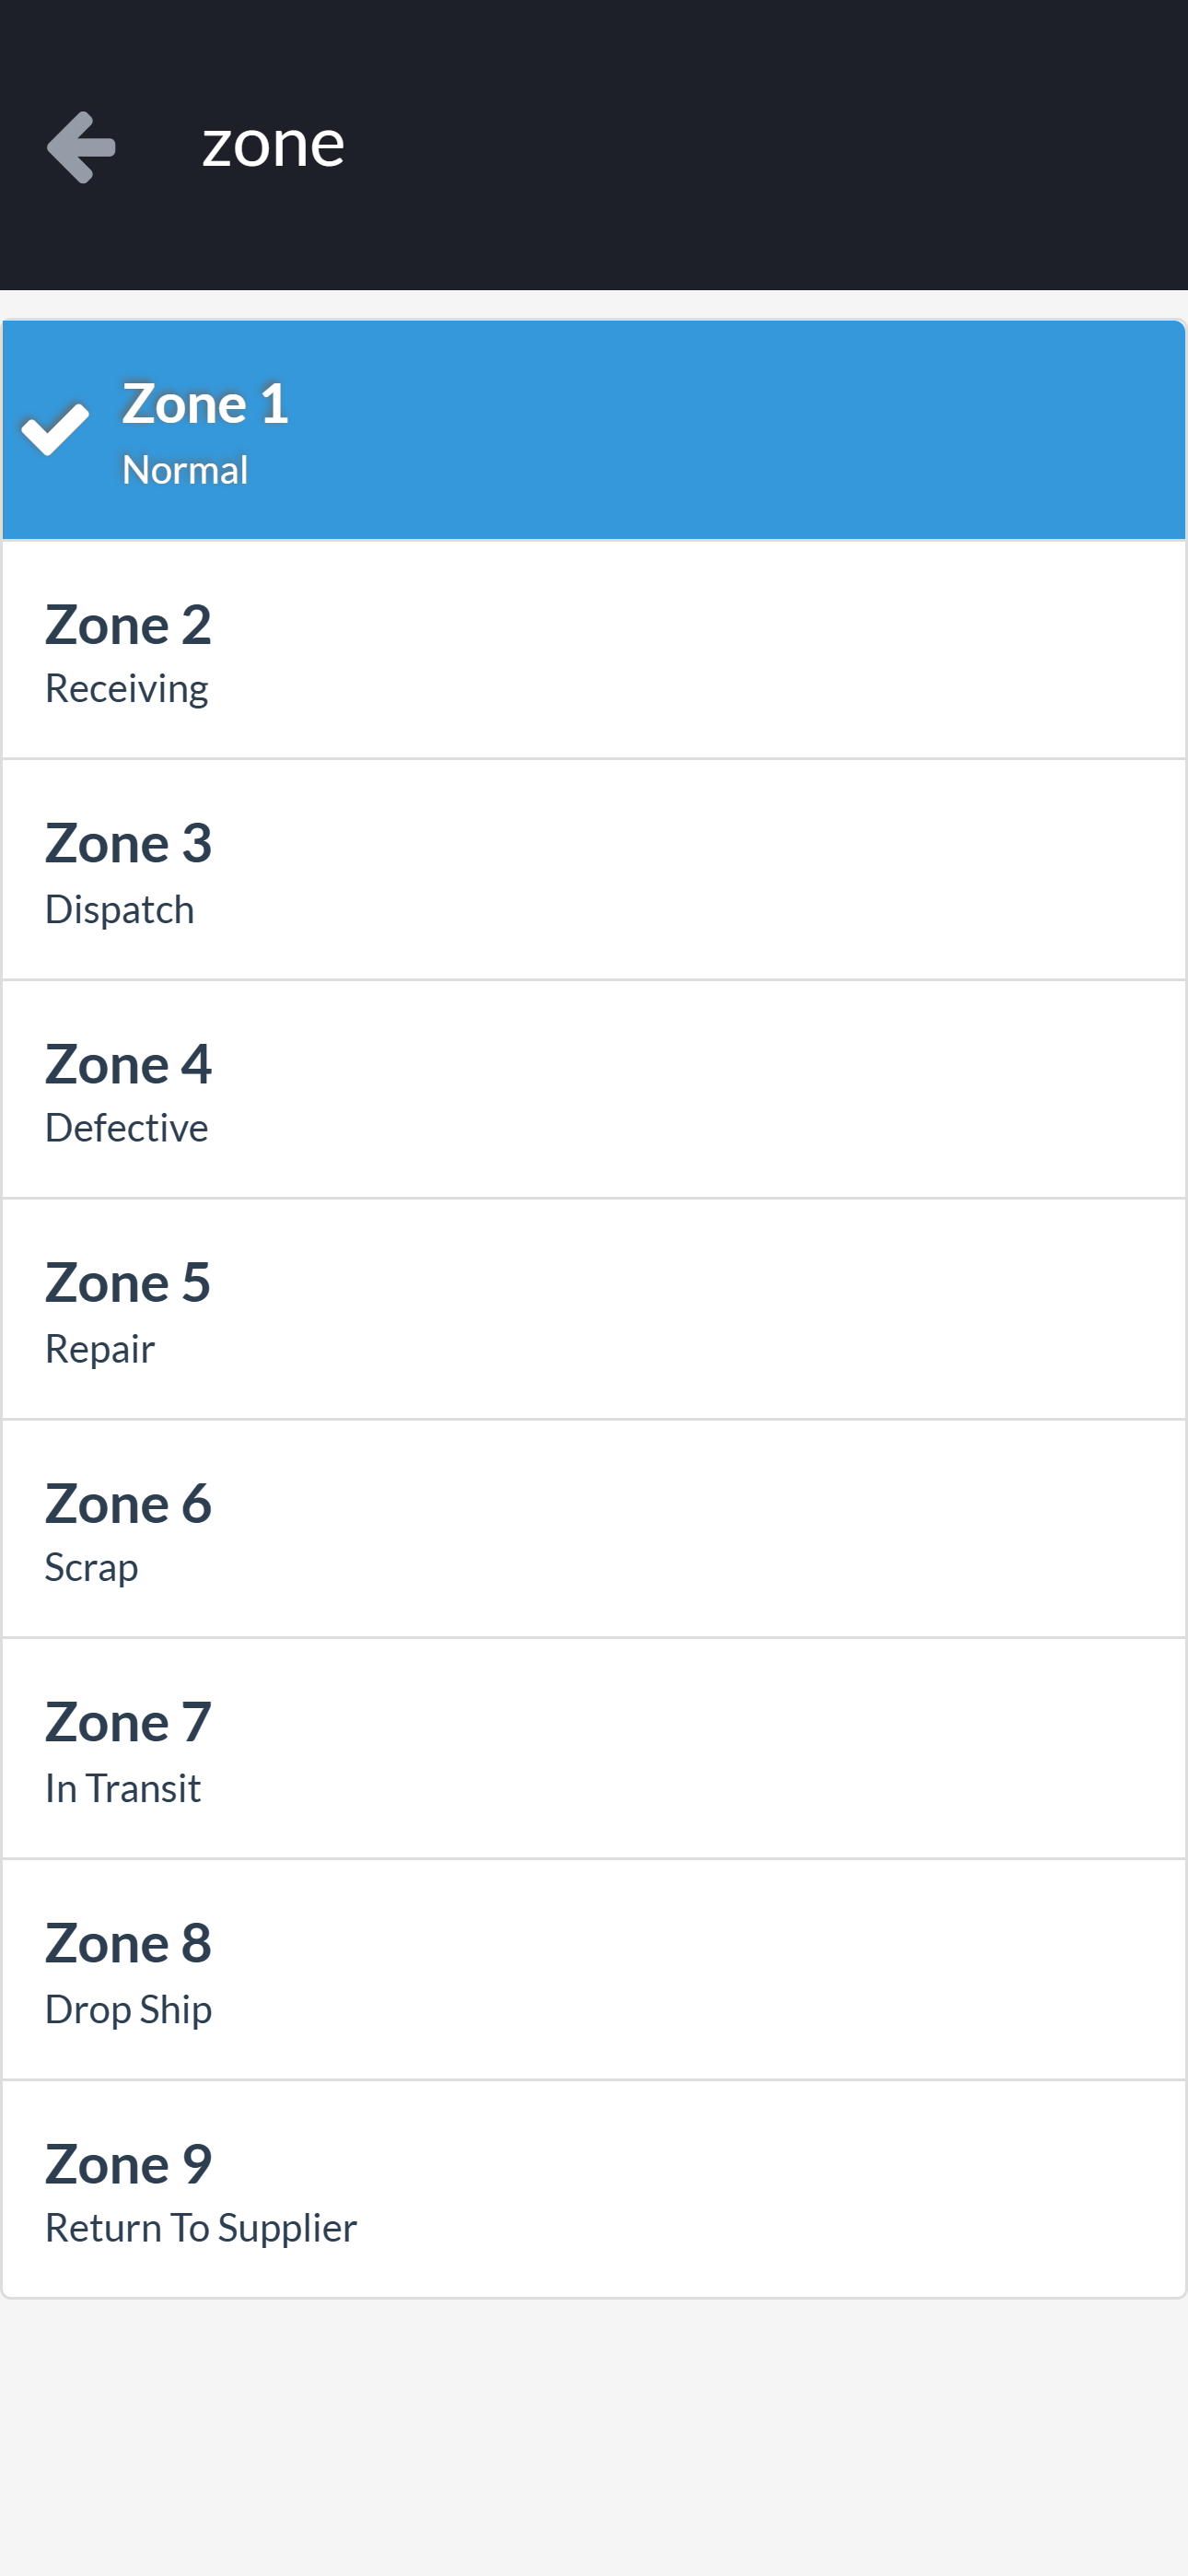 zone
Zone 1
Normal
Zone 2
Receiving
Zone 3
Dispatch
Zone 4
Defective
Zone 5
Repair
Zone 6
Scrap
Zone 7
In Transit
Zone 8
Drop Ship
Zone 9
Return To Supplier